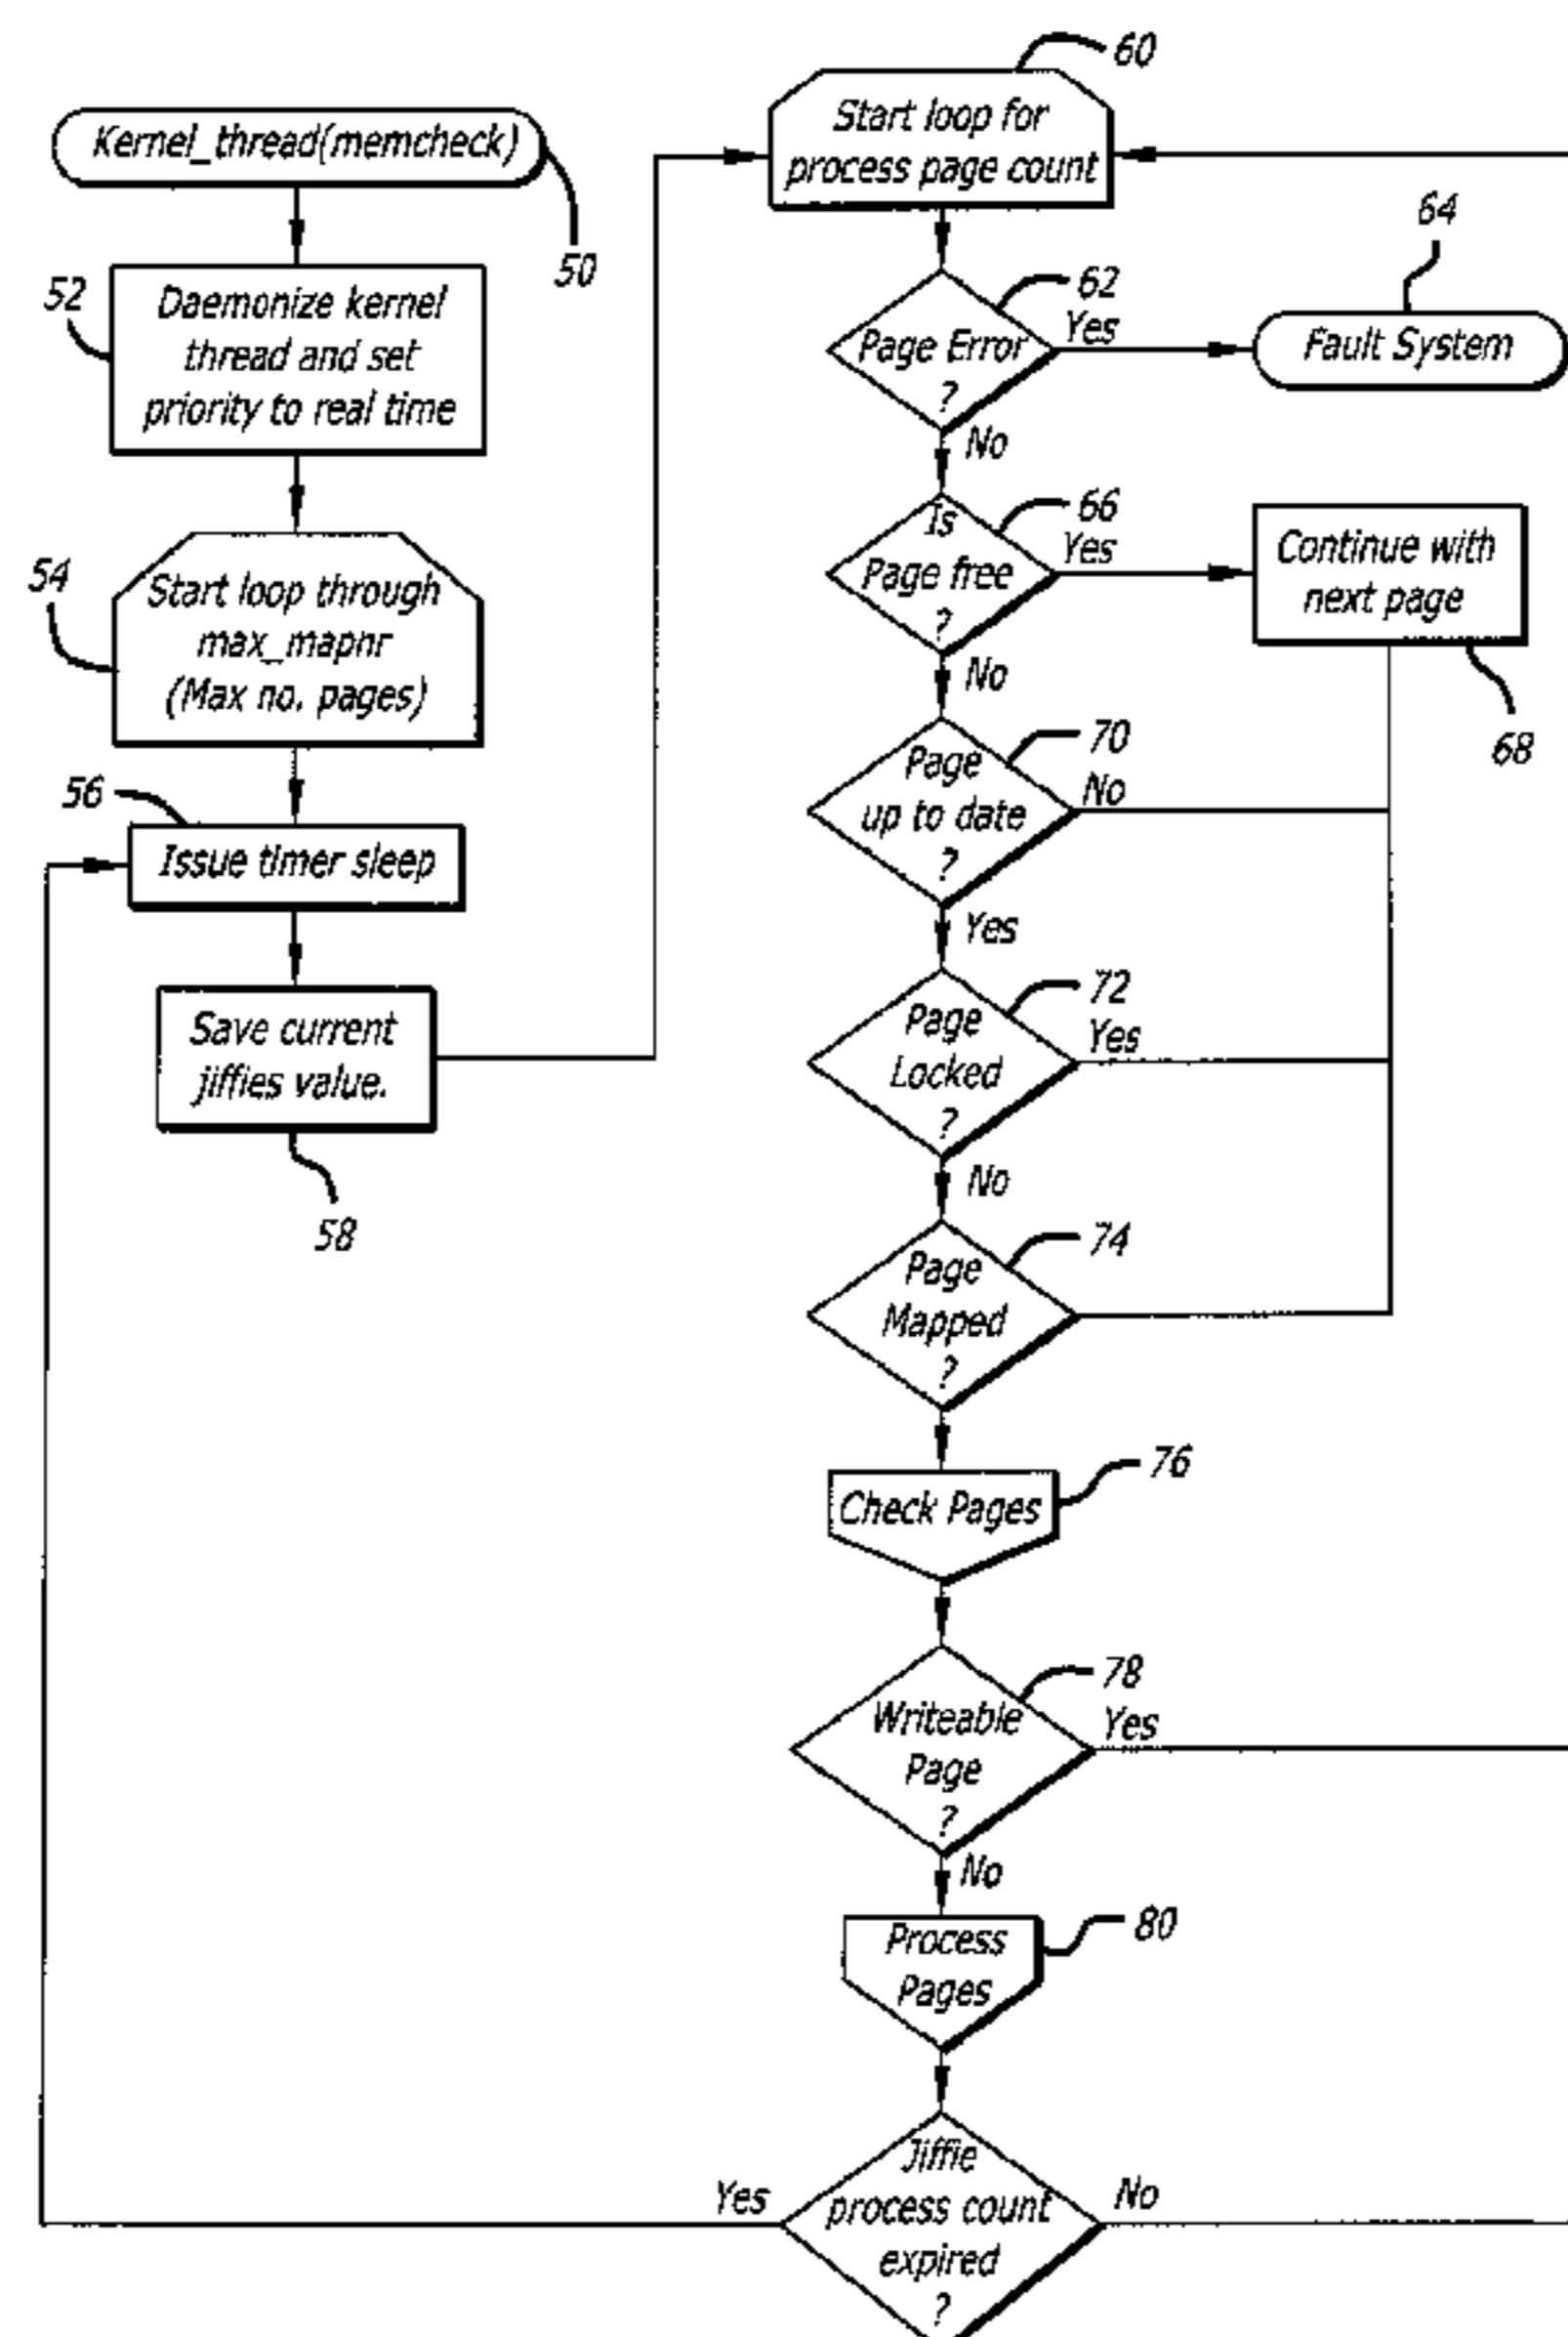 Kernel_thread(memcheck)
50
52
Daemonize kernel
thread and set
priority to real time
54
Start loop through
max_mapnr
(Max no. pages)
56
Issue timer sleep
Save current
jiffies value.
58
60
Start loop for
process page count
62
Page Error
?
Yes
64
Fault System
No
66
Is
Page free
?
Yes
Continue with
next page
68
No
70
Page
up to date
?
No
Yes
72
Page
Locked
?
Yes
No
74
Page
Mapped
?
76
Check Pages
78
Writeable
Page
?
Yes
No
80
Process
Pages
Jiffie
process count
expired
?
Yes
No